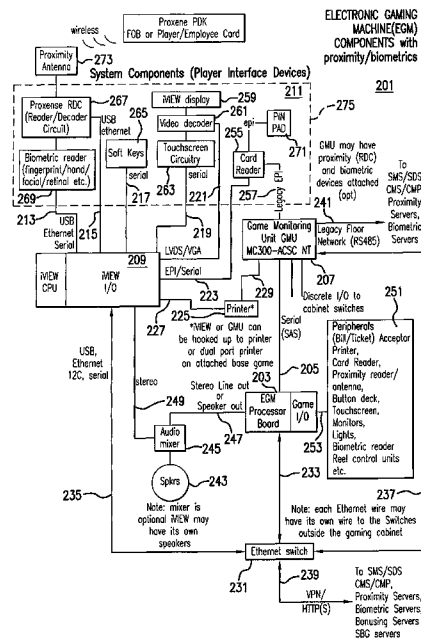 Proxene PDK
FOB or Player/Employee Card
ELECTRONIC GAMING
MACHINE(EGM)
COMPONENTS with
proximity/biometrics
201
wireless
Proximity
Antenna
273
System Components (Player Interface Devices)
211
275
Proxense RDC
(Reader/Decoder
Circuit)
267
USB
ethernet
265
Soft Keys
serial
217
iVIEW display
259
Video decoder
261
Touchscreen
Circuitry
263
serial
221
219
255
epi
Card
Reader
PiN
PAD
271
EPI
257
Legacy
Biometric reader
(fingerprint/hand/
facial/retinal etc.)
269
213
USB
Ethernet
Serial
215
GMU may have
proximity (RDC)
and biometric
devices attached
(opt)
241
To
SMS/SDS
CMS/CMP,
Proximity
Servers,
Biometric
Servers
Legacy Floor
Network (RS485)
Game Monitoring
Unit GMU
MC300-ACSC NT
207
209
iVIEW
CPU
iVIEW
I/O
LVDS/VGA
EPI/Serial
223
227
225
Printer*
229
*iVIEW or GMU can
be hooked up to printer
or dual port printer
on attached base game
Discrete I/O to
cabinet switches
251
Serial
(SAS)
205
Peripherals
(Bill/Ticket) Acceptor
Printer,
Card Reader,
Proximity reader/
antenna,
Button deck,
Touchscreen,
Monitors,
Lights,
Biometric reader
Reel control units
etc.
USB,
Ethernet
12C, serial
stereo
249
Stereo Line out
or
Speaker out
203
EGM
Processor
Board
Game
I/O
253
247
Audio
mixer
245
Spkrs
243
233
235
237
Note: mixer is
optional iVIEW may
have its own
speakers
Note: each Ethernet wire may
have its own wire to the Switches
outside the gaming cabinet
Ethernet switch
231
239
VPN/
HTTP(S)
To SMS/SDS
CMS/CMP,
Proximity Servers,
Biometric Servers,
Bonusing Servers
SBG servers